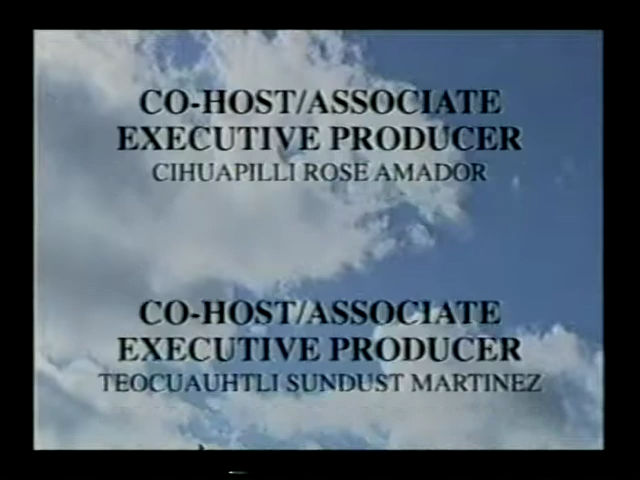 CO-HOST/ASSOCIATE
EXECUTIVE PRODUCER
CIHUAPILLI ROSE AMADOR
CO-HOST/ASSOCIATE
EXECUTIVE PRODUCER
TEOCUAUHTLI SUNDUST MARTINEZ